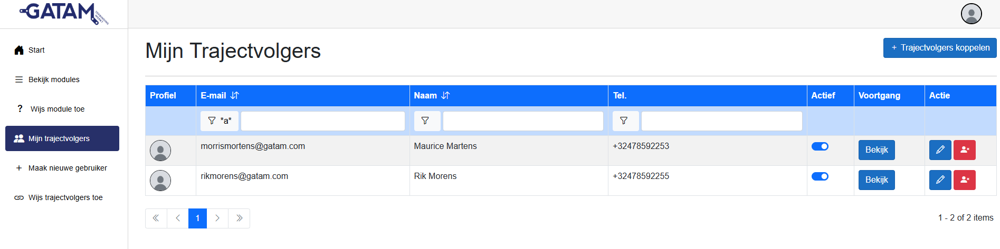 GATAM
VERBINDING
WERKT
Start
Bekijk modules
? Wijs module toe
Mijn trajectvolgers
+ Maak nieuwe gebruiker
Wijs trajectvolgers toe
Mijn Trajectvolgers
+ Trajectvolgers koppelen
Profiel E-mail Naam Tel. Actief Voortgang Actie
*a*
morrismortens@gatam.com Maurice Martens +32478592253 Bekijk
rikmorens@gatam.com Rik Morens +32478592255 Bekijk
« < 1 > »
1 - 2 of 2 items